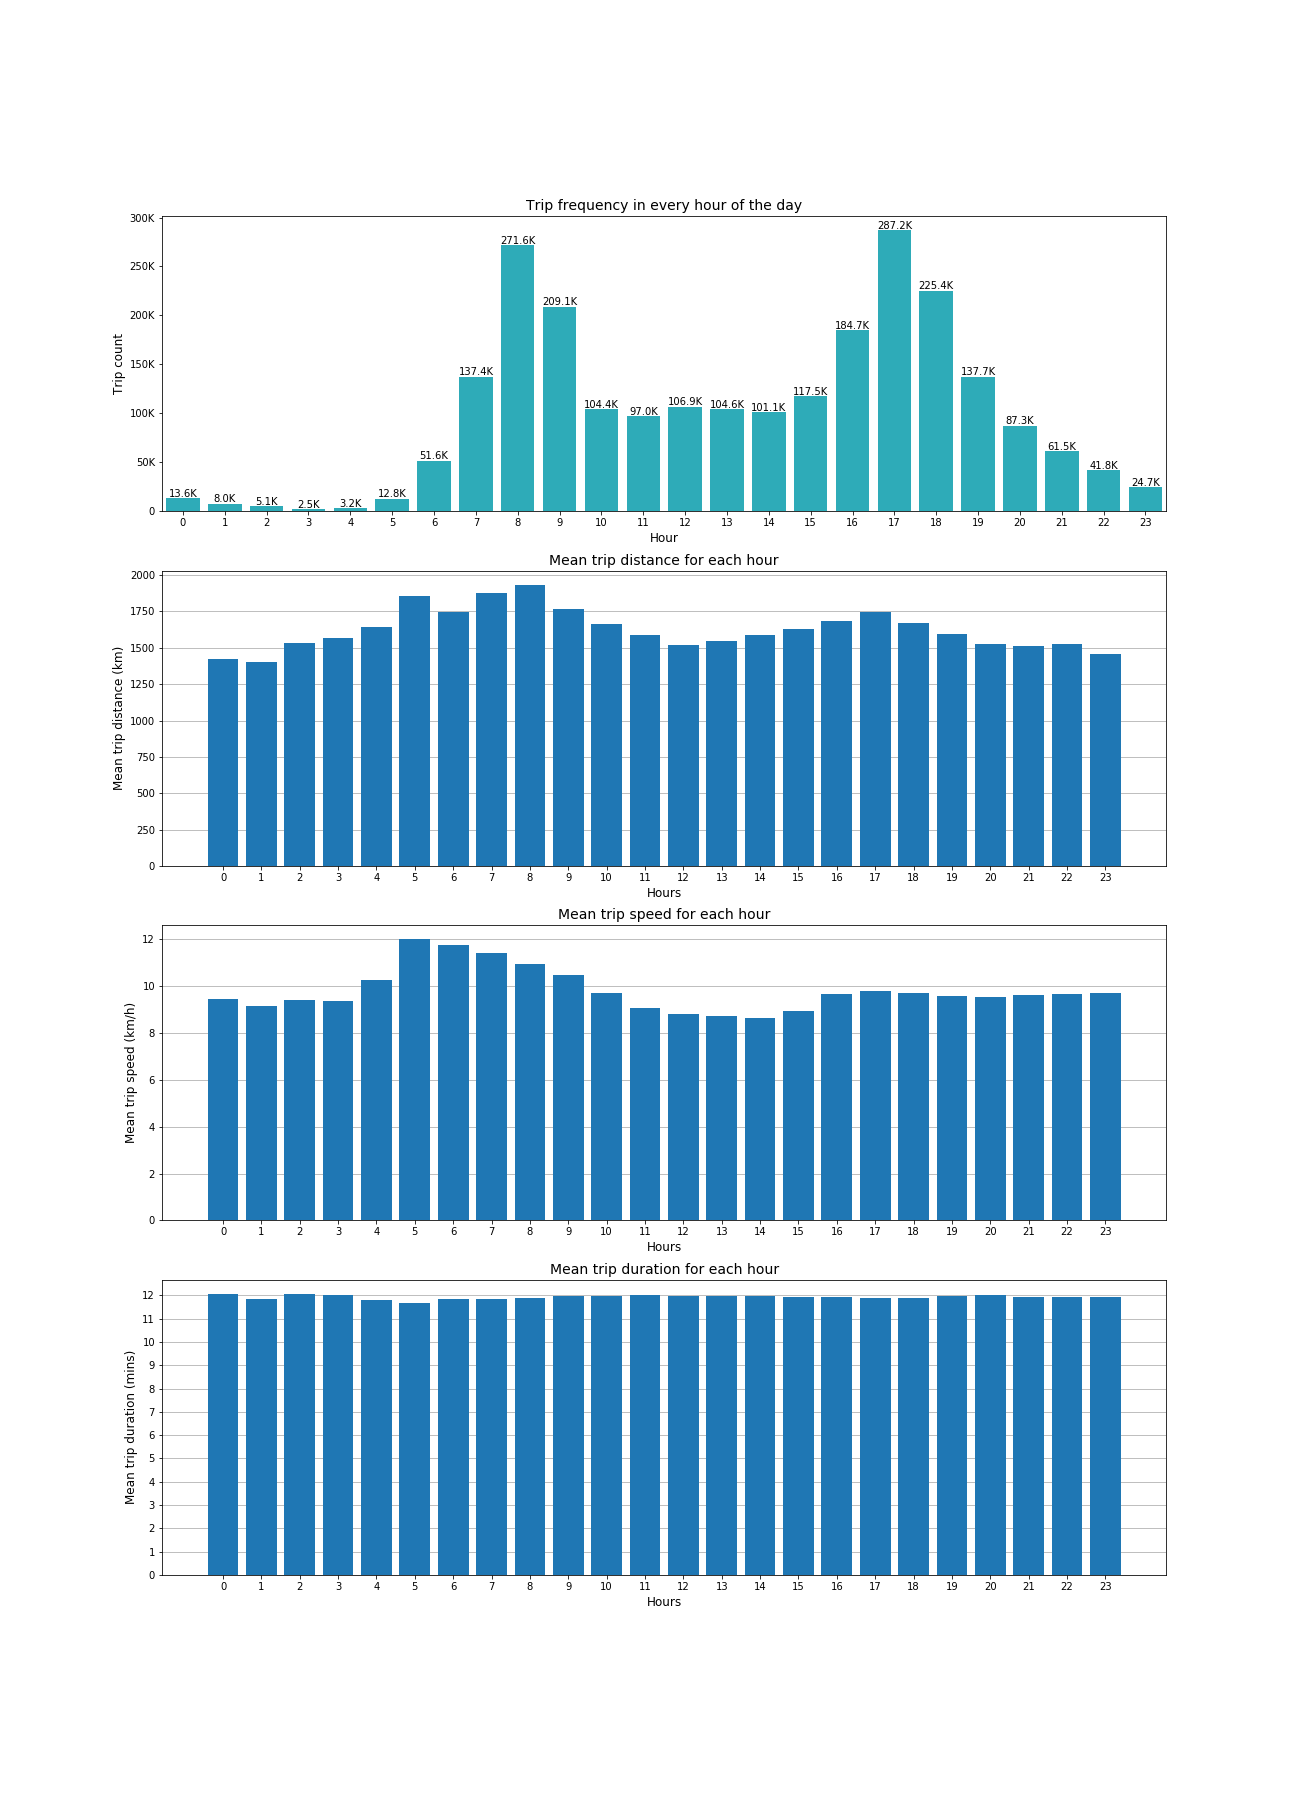 Trip frequency in every hour of the day
300K
250K
200K
150K
100K
50K
0
Trip count
13.6K 8.0K 5.1K 2.5K 3.2K 12.8K 51.6K 137.4K 271.6K 209.1K 104.4K 97.0K 106.9K 104.6K 101.1K 117.5K 184.7K 287.2K 225.4K 137.7K 87.3K 61.5K 41.8K 24.7K
0 1 2 3 4 5 6 7 8 9 10 11 12 13 14 15 16 17 18 19 20 21 22 23
Hour
Mean trip distance for each hour
2000
1750
1500
1250
1000
750
500
250
0
Mean trip distance (km)
0 1 2 3 4 5 6 7 8 9 10 11 12 13 14 15 16 17 18 19 20 21 22 23
Hours
Mean trip speed for each hour
12
10
8
6
4
2
0
Mean trip speed (km/h)
0 1 2 3 4 5 6 7 8 9 10 11 12 13 14 15 16 17 18 19 20 21 22 23
Hours
Mean trip duration for each hour
12
11
10
9
8
7
6
5
4
3
2
1
0
Mean trip duration (mins)
0 1 2 3 4 5 6 7 8 9 10 11 12 13 14 15 16 17 18 19 20 21 22 23
Hours